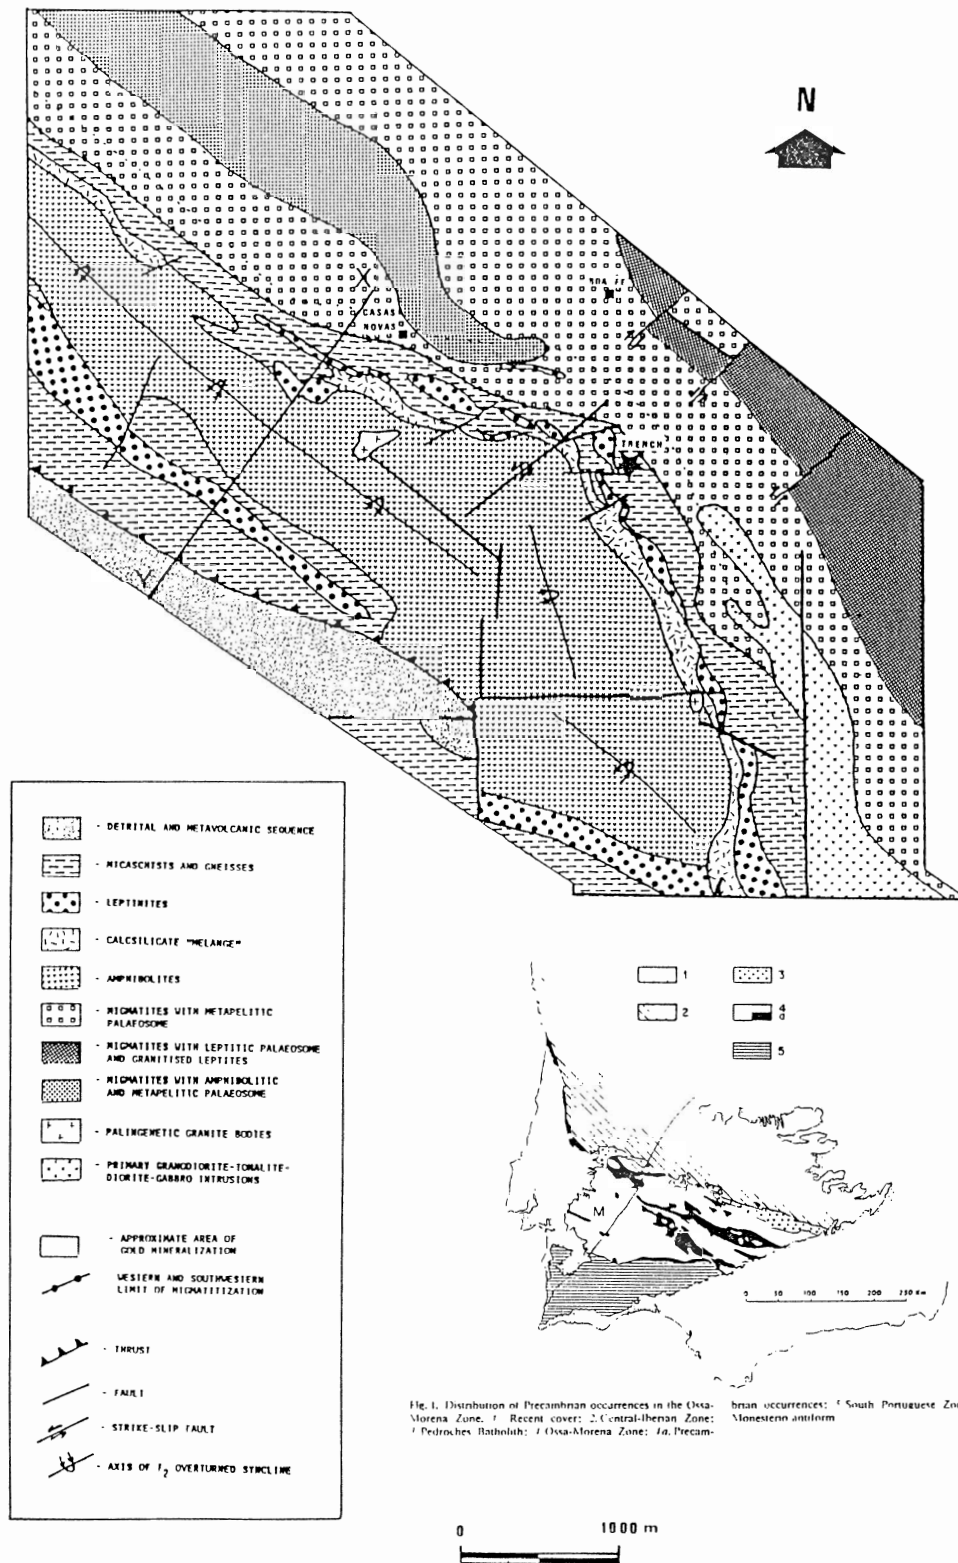 N
BOA FE
X
CASAS
NOVAS
TRENCH
Y
- DETRITAL AND METAVOLCANIC SEQUENCE
- MICASCHISTS AND GNEISSES
- LEPTINITES
- CALCSILICATE "MELANGE"
- AMPHIBOLITES
- MIGMATITES WITH METAPELITIC
PALAEOSOME
- MIGMATITES WITH LEPTITIC PALAEOSOME
AND GRANITISED LEPTITES
- MIGMATITES WITH AMPHIBOLITIC
AND METAPELITIC PALAEOSOME
- PALINGENETIC GRANITE BODIES
- PRIMARY GRANODIORITE-TONALITE-
DIORITE-GABBRO INTRUSIONS
- APPROXIMATE AREA OF
GOLD MINERALIZATION
WESTERN AND SOUTHWESTERN
LIMIT OF MIGMATITIZATION
- THRUST
- FAULT
- STRIKE-SLIP FAULT
- AXIS OF F2 OVERTURNED SYNCLINE
1
2
3
4
a
5
M
0 50 100 150 200 250 Km
Fig. 1. Distribution of Precambrian occurrences in the Ossa-
Morena Zone. 1 Recent cover; 2. Central-Iberian Zone;
3 Pedroches Batholith; 4 Ossa-Morena Zone; 4a. Precam-
brian occurrences; 5 South Portuguese Zon
Monesterio antiform
0 1000 m